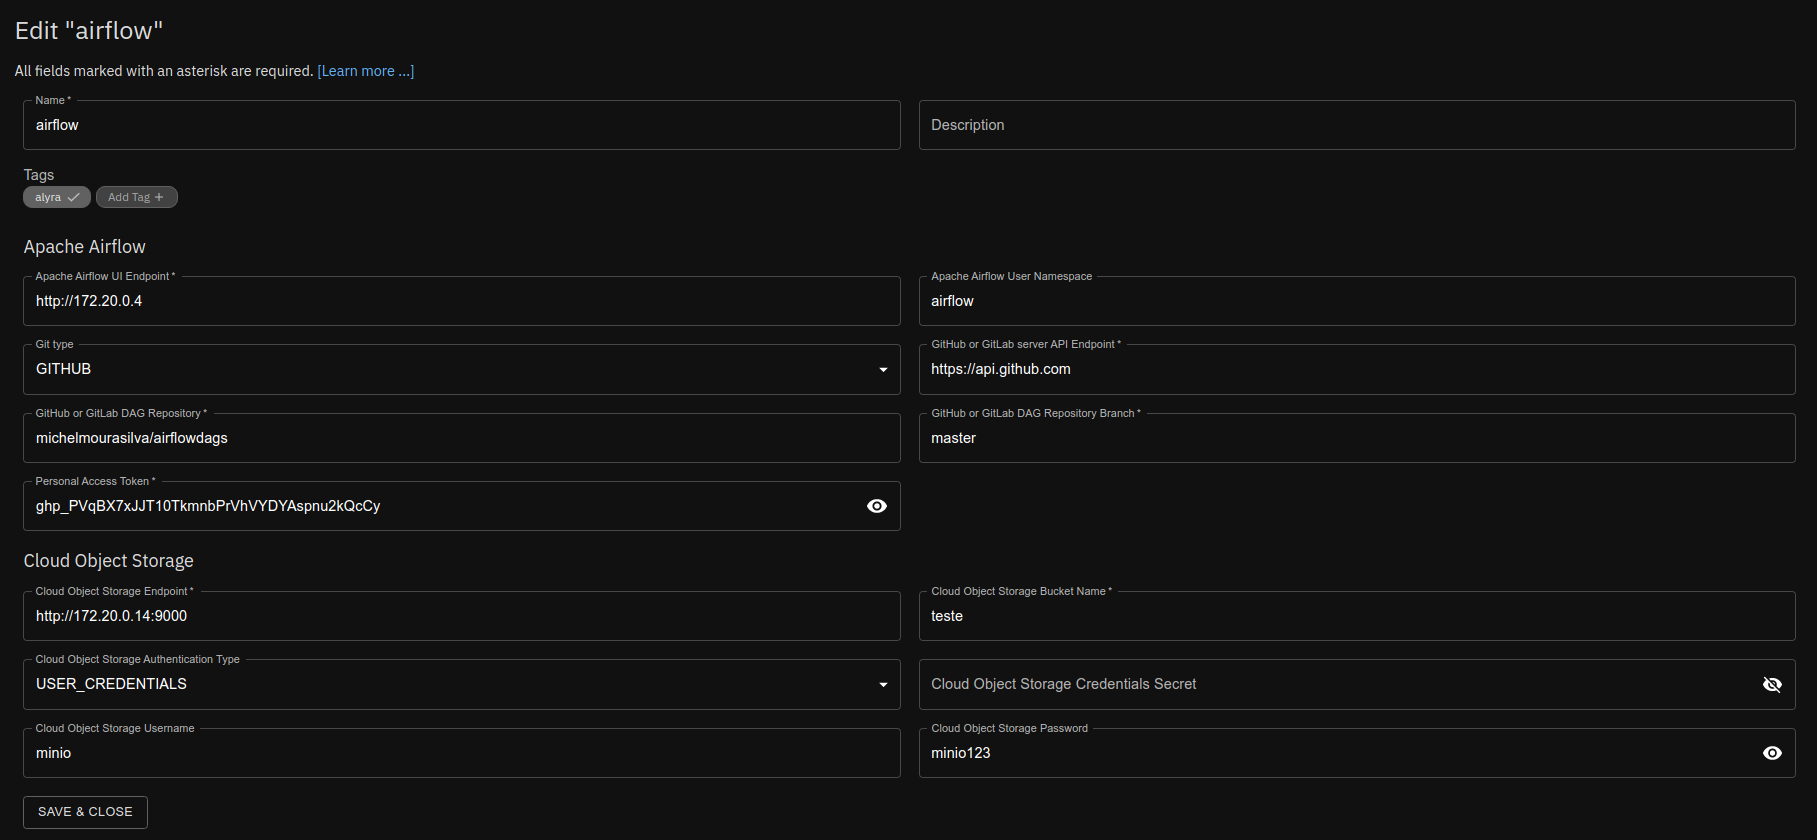 Edit "airflow"
All fields marked with an asterisk are required. [Learn more ...]
Name *
airflow
Description
Tags
alyra
Add Tag +
Apache Airflow
Apache Airflow UI Endpoint *
http://172.20.0.4
Apache Airflow User Namespace
airflow
Git type
GITHUB
GitHub or GitLab server API Endpoint *
https://api.github.com
GitHub or GitLab DAG Repository *
michelmourasilva/airflowdags
GitHub or GitLab DAG Repository Branch *
master
Personal Access Token *
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
Cloud Object Storage
Cloud Object Storage Endpoint *
http://172.20.0.14:9000
Cloud Object Storage Bucket Name *
teste
Cloud Object Storage Authentication Type
USER_CREDENTIALS
Cloud Object Storage Credentials Secret
Cloud Object Storage Username
minio
Cloud Object Storage Password
minio123
SAVE & CLOSE